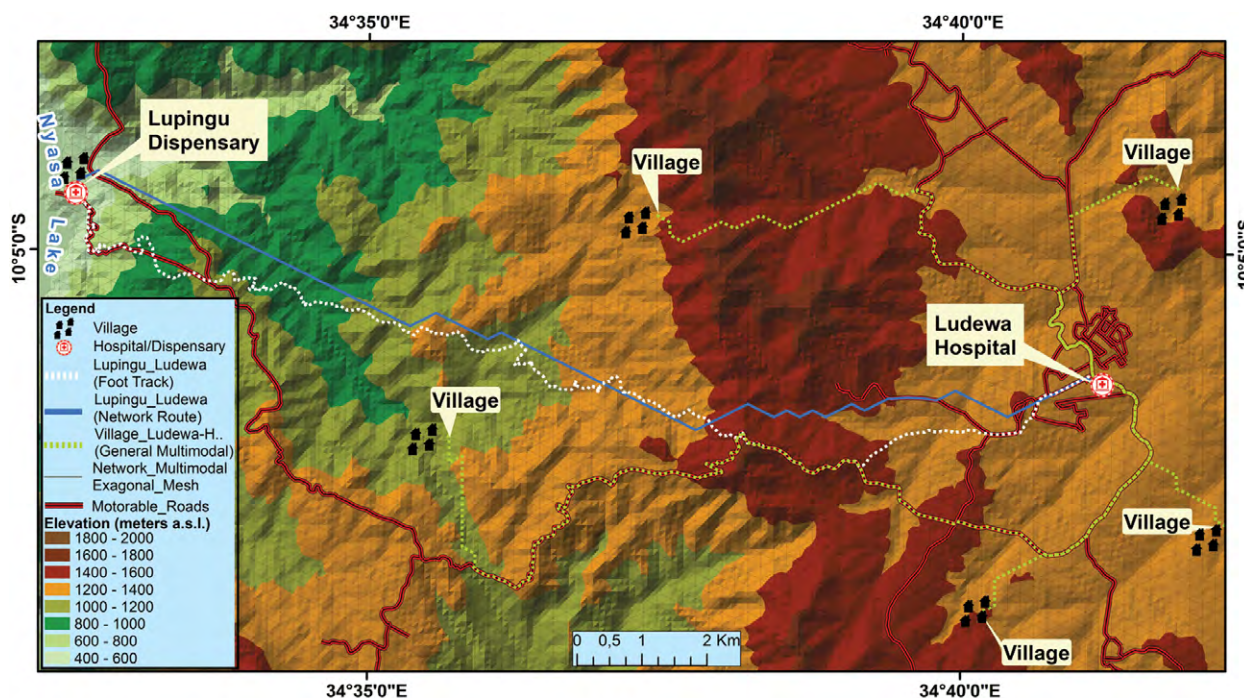 34°35'0"E
34°40'0"E
Nyasa Lake
Lupingu
Dispensary
Village
Village
10°5'0"S
10°5'0"S
Ludewa
Hospital
Village
Village
Village
Legend
Village
Hospital/Dispensary
Lupingu_Ludewa
(Foot Track)
Lupingu_Ludewa
(Network Route)
Village_Ludewa-H..
(General Multimodal)
Network_Multimodal
Exagonal_Mesh
Motorable_Roads
Elevation (meters a.s.l.)
1800 - 2000
1600 - 1800
1400 - 1600
1200 - 1400
1000 - 1200
800 - 1000
600 - 800
400 - 600
0 0,5 1 2 Km
34°35'0"E
34°40'0"E